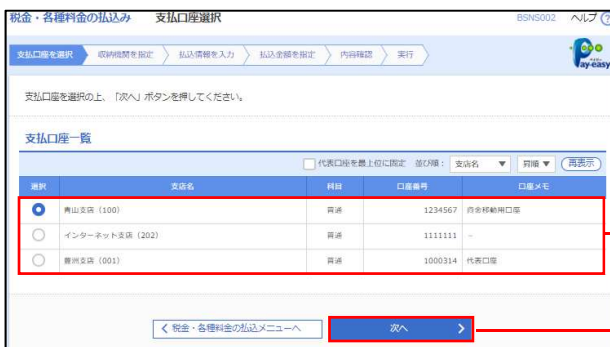 税金・各種料金の払込み 支払口座選択 BSNS002 ヘルプ ?
支払口座を選択 収納機関を指定 払込情報を入力 払込金額を指定 内容確認 実行
Pay-easy
支払口座を選択の上、「次へ」ボタンを押してください。
支払口座一覧
代表口座を最上位に固定 並び順： 支店名 ▼ 昇順 ▼ 再表示
選択 支店名 科目 口座番号 口座メモ
青山支店（100） 普通 1234567 資金移動用口座
インターネット支店（202） 普通 1111111 -
豊洲支店（001） 普通 1000314 代表口座
税金・各種料金の払込メニューへ 次へ